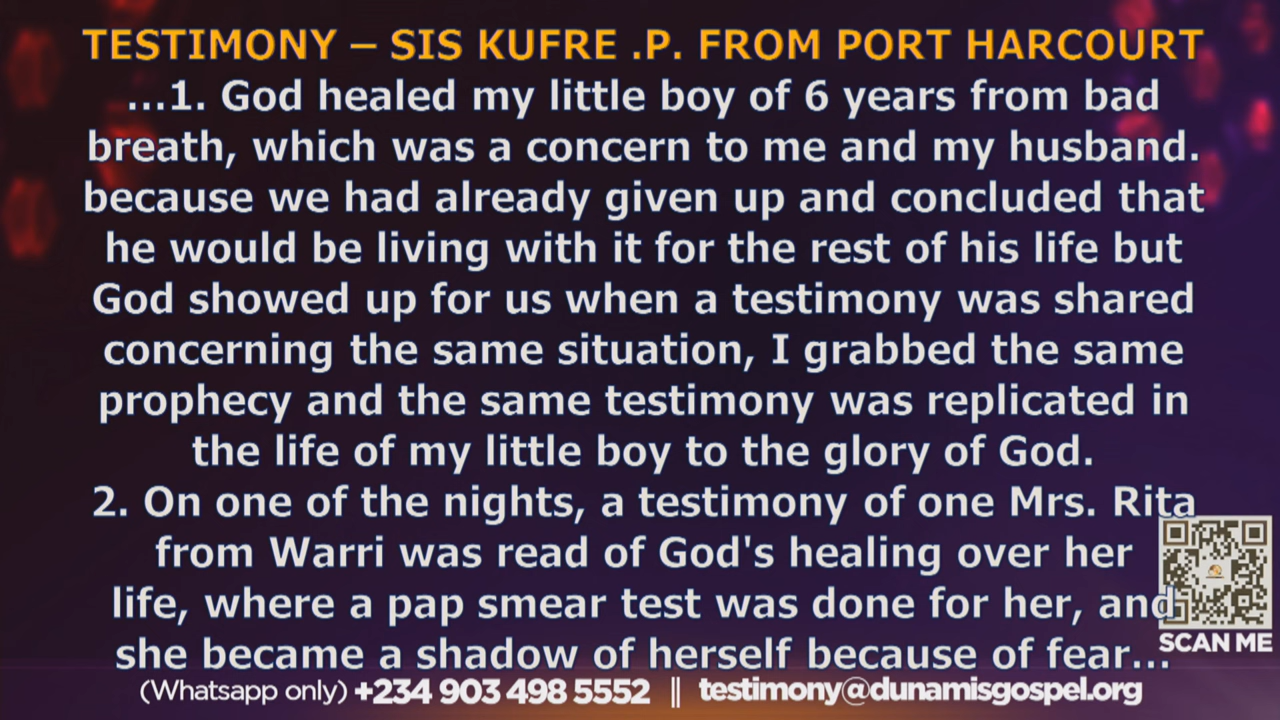 TESTIMONY – SIS KUFRE .P. FROM PORT HARCOURT
...1. God healed my little boy of 6 years from bad
breath, which was a concern to me and my husband.
because we had already given up and concluded that
he would be living with it for the rest of his life but
God showed up for us when a testimony was shared
concerning the same situation, I grabbed the same
prophecy and the same testimony was replicated in
the life of my little boy to the glory of God.
2. On one of the nights, a testimony of one Mrs. Rita
from Warri was read of God's healing over her
life, where a pap smear test was done for her, and
she became a shadow of herself because of fear...
SCAN ME
(Whatsapp only) +234 903 498 5552 || testimony@dunamisgospel.org